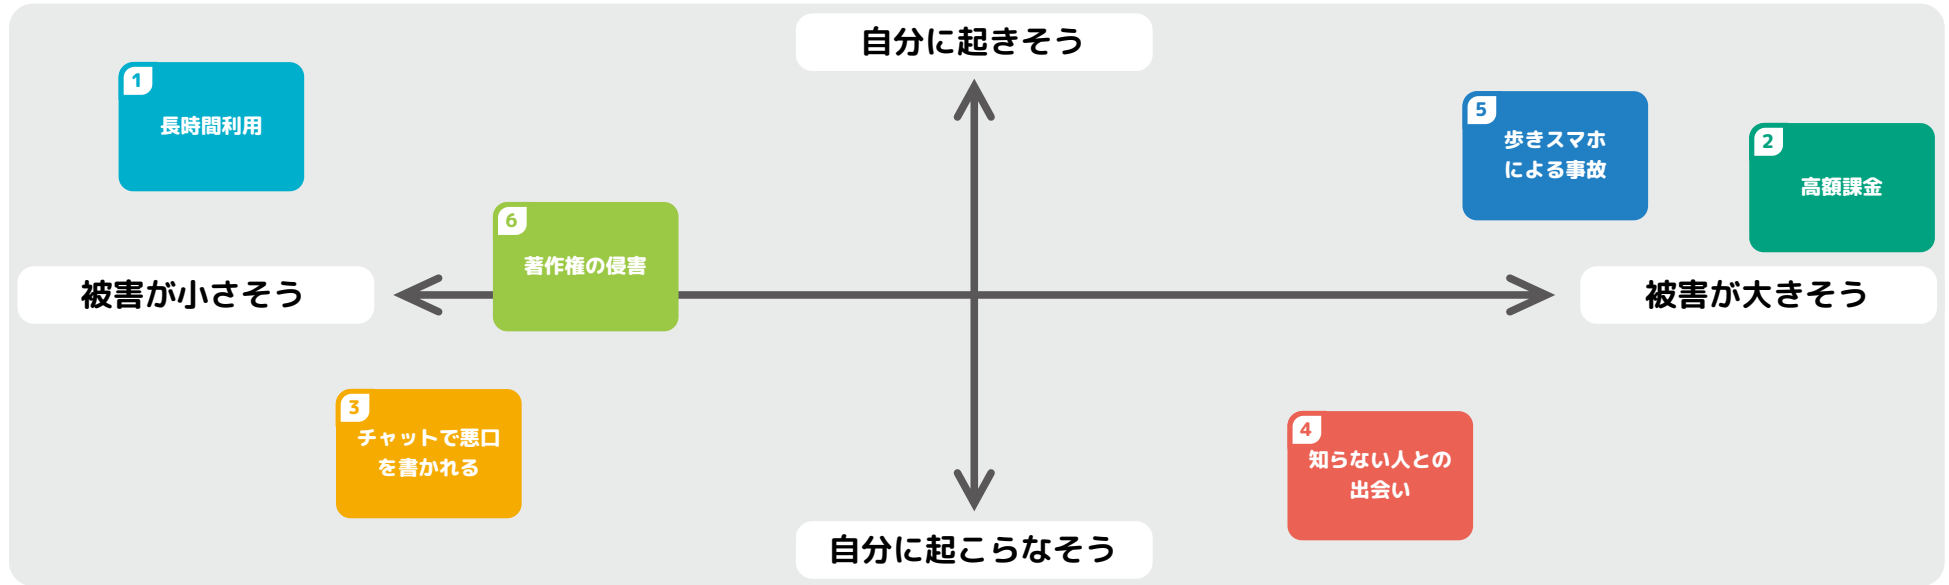 自分に起きそう
1
長時間利用
5
歩きスマホ
による事故
2
高額課金
6
著作権の侵害
被害が小さそう
被害が大きそう
3
チャットで悪口
を書かれる
4
知らない人との
出会い
自分に起こらなそう